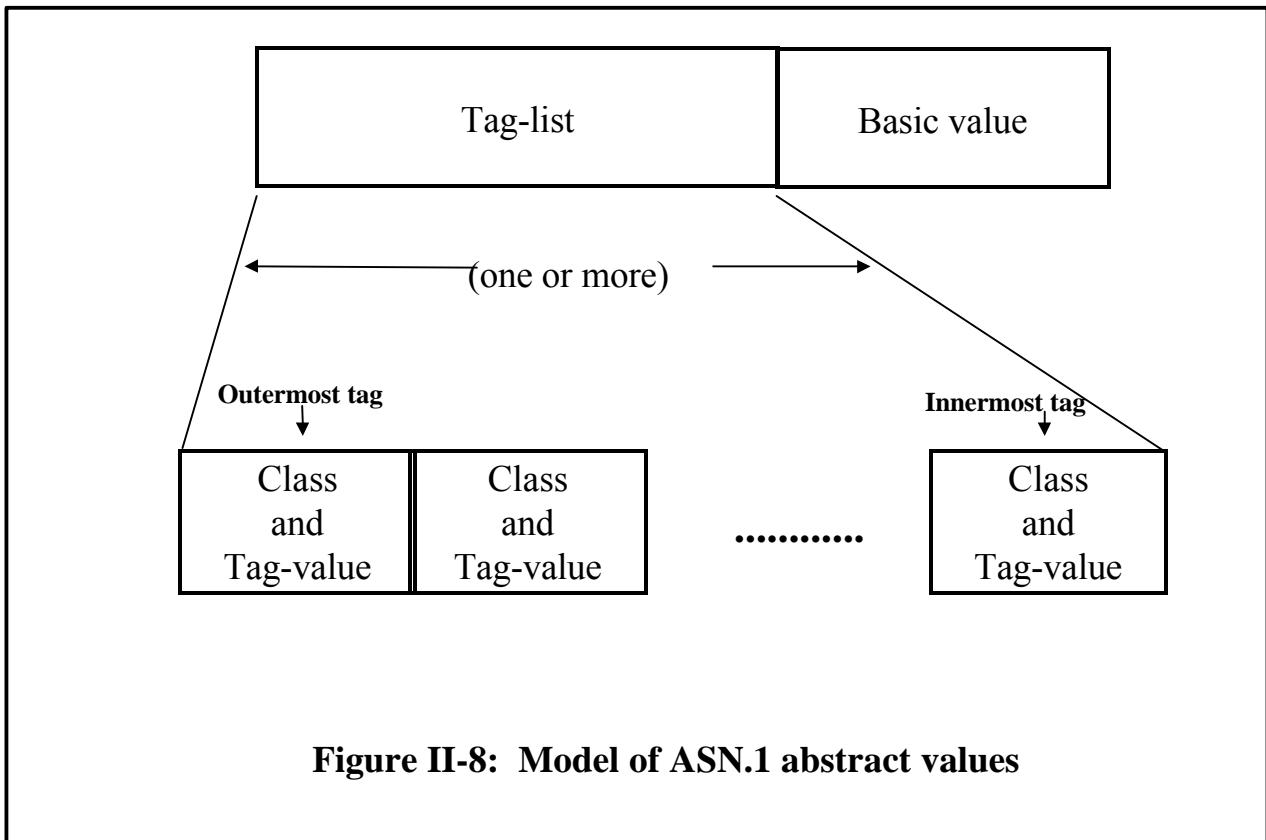 Tag-list
Basic value
(one or more)
Outermost tag
Innermost tag
Class
and
Tag-value
Class
and
Tag-value
............
Class
and
Tag-value
Figure II-8:  Model of ASN.1 abstract values